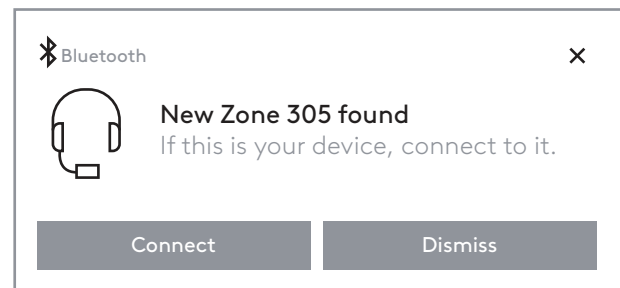 Bluetooth
New Zone 305 found
If this is your device, connect to it.
Connect
Dismiss